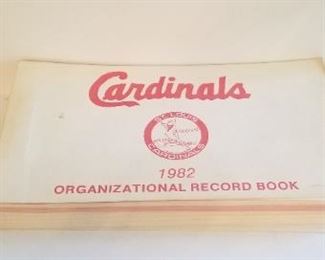 Cardinals
ST. LOUIS
CARDINALS
1982
ORGANIZATIONAL RECORD BOOK